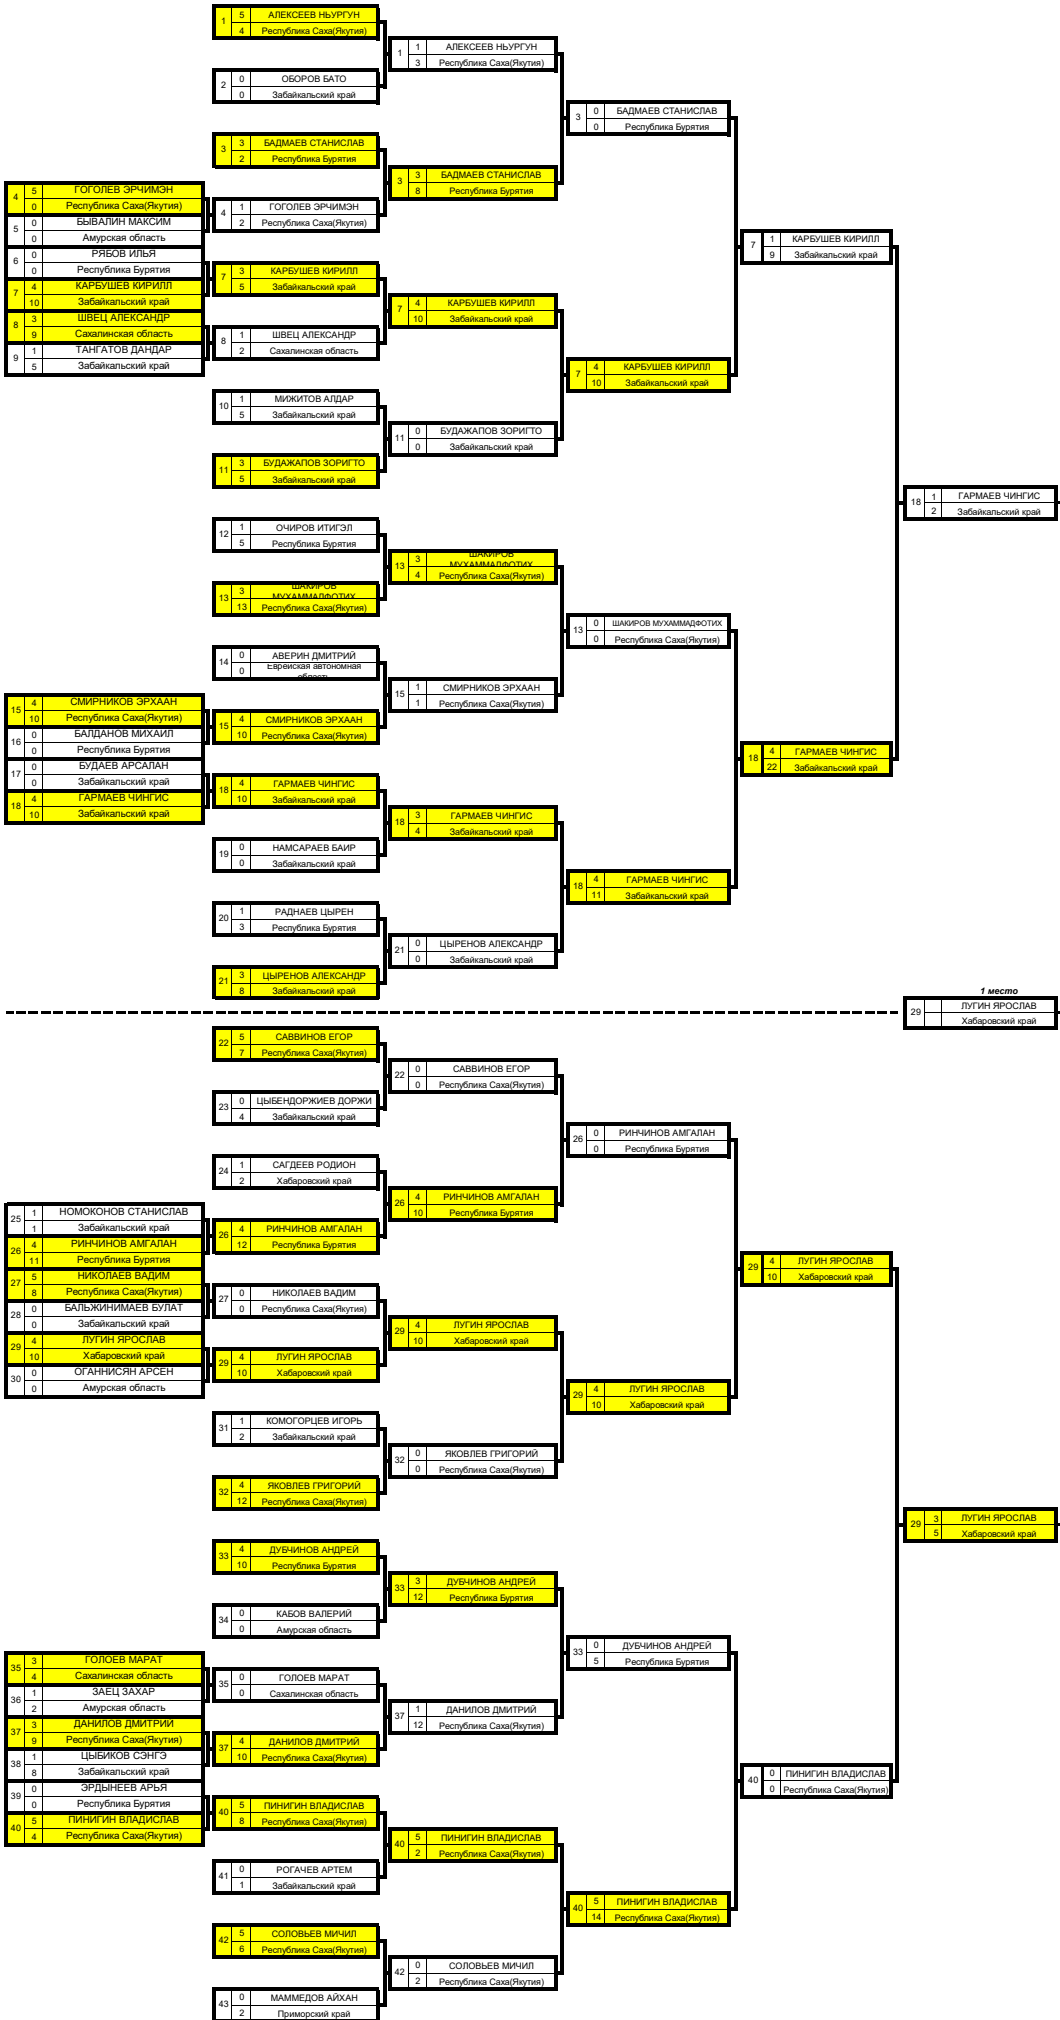 1 5 АЛЕКСЕЕВ НЬУРГУН
4 Республика Саха(Якутия)
2 0 ОБОРОВ БАТО
0 Забайкальский край
3 3 БАДМАЕВ СТАНИСЛАВ
2 Республика Бурятия
4 5 ГОГОЛЕВ ЭРЧИМЭН
0 Республика Саха(Якутия)
5 0 БЫВАЛИН МАКСИМ
0 Амурская область
6 0 РЯБОВ ИЛЬЯ
0 Республика Бурятия
7 4 КАРБУШЕВ КИРИЛЛ
10 Забайкальский край
8 3 ШВЕЦ АЛЕКСАНДР
9 Сахалинская область
9 1 ТАНГАТОВ ДАНДАР
5 Забайкальский край
4 1 ГОГОЛЕВ ЭРЧИМЭН
2 Республика Саха(Якутия)
7 3 КАРБУШЕВ КИРИЛЛ
5 Забайкальский край
8 1 ШВЕЦ АЛЕКСАНДР
2 Сахалинская область
10 1 МИЖИТОВ АЛДАР
5 Забайкальский край
11 3 БУДАЖАПОВ ЗОРИГТО
5 Забайкальский край
12 1 ОЧИРОВ ИТИГЭЛ
5 Республика Бурятия
13 3 ШАКИРОВ МУХАММАДФОТИХ
13 Республика Саха(Якутия)
14 0 АВЕРИН ДМИТРИЙ
0 Еврейская автономная область
15 4 СМИРНИКОВ ЭРХААН
10 Республика Саха(Якутия)
16 0 БАЛДАНОВ МИХАИЛ
0 Республика Бурятия
17 0 БУДАЕВ АРСАЛАН
0 Забайкальский край
18 4 ГАРМАЕВ ЧИНГИС
10 Забайкальский край
15 4 СМИРНИКОВ ЭРХААН
10 Республика Саха(Якутия)
18 4 ГАРМАЕВ ЧИНГИС
10 Забайкальский край
19 0 НАМСАРАЕВ БАИР
0 Забайкальский край
20 1 РАДНАЕВ ЦЫРЕН
3 Республика Бурятия
21 3 ЦЫРЕНОВ АЛЕКСАНДР
8 Забайкальский край
1 1 АЛЕКСЕЕВ НЬУРГУН
3 Республика Саха(Якутия)
3 3 БАДМАЕВ СТАНИСЛАВ
8 Республика Бурятия
7 4 КАРБУШЕВ КИРИЛЛ
10 Забайкальский край
11 0 БУДАЖАПОВ ЗОРИГТО
0 Забайкальский край
13 3 ШАКИРОВ МУХАММАДФОТИХ
4 Республика Саха(Якутия)
15 1 СМИРНИКОВ ЭРХААН
1 Республика Саха(Якутия)
18 3 ГАРМАЕВ ЧИНГИС
4 Забайкальский край
21 0 ЦЫРЕНОВ АЛЕКСАНДР
0 Забайкальский край
3 0 БАДМАЕВ СТАНИСЛАВ
0 Республика Бурятия
7 4 КАРБУШЕВ КИРИЛЛ
10 Забайкальский край
13 0 ШАКИРОВ МУХАММАДФОТИХ
0 Республика Саха(Якутия)
18 4 ГАРМАЕВ ЧИНГИС
11 Забайкальский край
7 1 КАРБУШЕВ КИРИЛЛ
9 Забайкальский край
18 4 ГАРМАЕВ ЧИНГИС
22 Забайкальский край
18 1 ГАРМАЕВ ЧИНГИС
2 Забайкальский край
1 место
29 ЛУГИН ЯРОСЛАВ
Хабаровский край
22 5 САВВИНОВ ЕГОР
7 Республика Саха(Якутия)
23 0 ЦЫБЕНДОРЖИЕВ ДОРЖИ
4 Забайкальский край
24 1 САГДЕЕВ РОДИОН
2 Хабаровский край
25 1 НОМОКОНОВ СТАНИСЛАВ
1 Забайкальский край
26 4 РИНЧИНОВ АМГАЛАН
11 Республика Бурятия
27 5 НИКОЛАЕВ ВАДИМ
8 Республика Саха(Якутия)
28 0 БАЛЬЖИНИМАЕВ БУЛАТ
0 Забайкальский край
29 4 ЛУГИН ЯРОСЛАВ
10 Хабаровский край
30 0 ОГАННИСЯН АРСЕН
0 Амурская область
26 4 РИНЧИНОВ АМГАЛАН
12 Республика Бурятия
27 0 НИКОЛАЕВ ВАДИМ
0 Республика Саха(Якутия)
29 4 ЛУГИН ЯРОСЛАВ
10 Хабаровский край
31 1 КОМОГОРЦЕВ ИГОРЬ
2 Забайкальский край
32 4 ЯКОВЛЕВ ГРИГОРИЙ
12 Республика Саха(Якутия)
33 4 ДУБЧИНОВ АНДРЕЙ
10 Республика Бурятия
34 0 КАБОВ ВАЛЕРИЙ
0 Амурская область
35 3 ГОЛОЕВ МАРАТ
4 Сахалинская область
36 1 ЗАЕЦ ЗАХАР
2 Амурская область
37 3 ДАНИЛОВ ДМИТРИЙ
9 Республика Саха(Якутия)
38 1 ЦЫБИКОВ СЭНГЭ
8 Забайкальский край
39 0 ЭРДЫНЕЕВ АРЬЯ
0 Республика Бурятия
40 5 ПИНИГИН ВЛАДИСЛАВ
4 Республика Саха(Якутия)
35 0 ГОЛОЕВ МАРАТ
0 Сахалинская область
37 4 ДАНИЛОВ ДМИТРИЙ
10 Республика Саха(Якутия)
40 5 ПИНИГИН ВЛАДИСЛАВ
8 Республика Саха(Якутия)
41 0 РОГАЧЕВ АРТЕМ
1 Забайкальский край
42 5 СОЛОВЬЕВ МИЧИЛ
6 Республика Саха(Якутия)
43 0 МАММЕДОВ АЙХАН
2 Приморский край
22 0 САВВИНОВ ЕГОР
0 Республика Саха(Якутия)
26 4 РИНЧИНОВ АМГАЛАН
10 Республика Бурятия
29 4 ЛУГИН ЯРОСЛАВ
10 Хабаровский край
32 0 ЯКОВЛЕВ ГРИГОРИЙ
0 Республика Саха(Якутия)
33 3 ДУБЧИНОВ АНДРЕЙ
12 Республика Бурятия
37 1 ДАНИЛОВ ДМИТРИЙ
12 Республика Саха(Якутия)
40 5 ПИНИГИН ВЛАДИСЛАВ
2 Республика Саха(Якутия)
42 0 СОЛОВЬЕВ МИЧИЛ
2 Республика Саха(Якутия)
26 0 РИНЧИНОВ АМГАЛАН
0 Республика Бурятия
29 4 ЛУГИН ЯРОСЛАВ
10 Хабаровский край
33 0 ДУБЧИНОВ АНДРЕЙ
5 Республика Бурятия
40 5 ПИНИГИН ВЛАДИСЛАВ
14 Республика Саха(Якутия)
29 4 ЛУГИН ЯРОСЛАВ
10 Хабаровский край
40 0 ПИНИГИН ВЛАДИСЛАВ
0 Республика Саха(Якутия)
29 3 ЛУГИН ЯРОСЛАВ
5 Хабаровский край